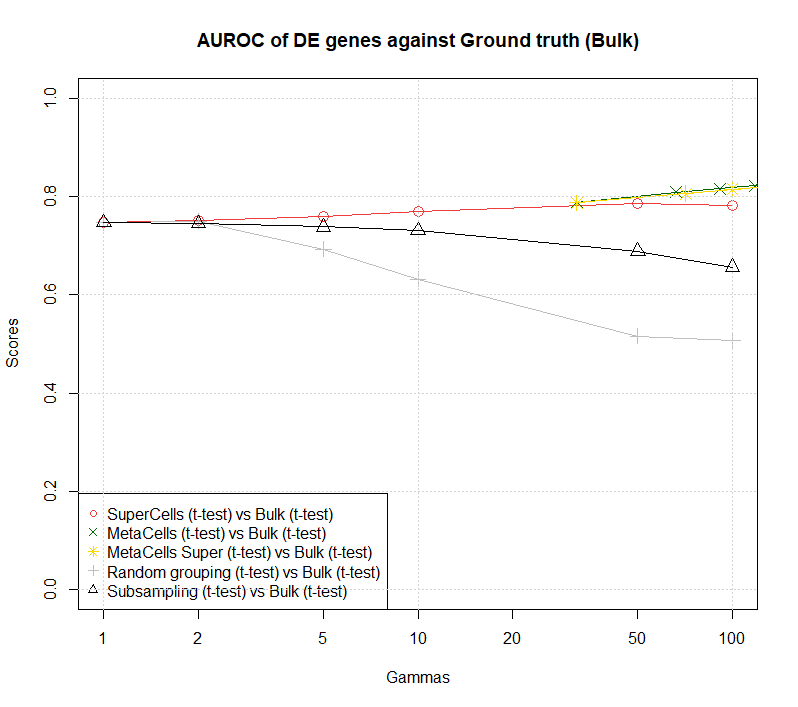 AUROC of DE genes against Ground truth (Bulk)
1.0
0.8
0.6
0.4
0.2
0.0
Scores
SuperCells (t-test) vs Bulk (t-test)
MetaCells (t-test) vs Bulk (t-test)
MetaCells Super (t-test) vs Bulk (t-test)
Random grouping (t-test) vs Bulk (t-test)
Subsampling (t-test) vs Bulk (t-test)
1 2 5 10 20 50 100
Gammas